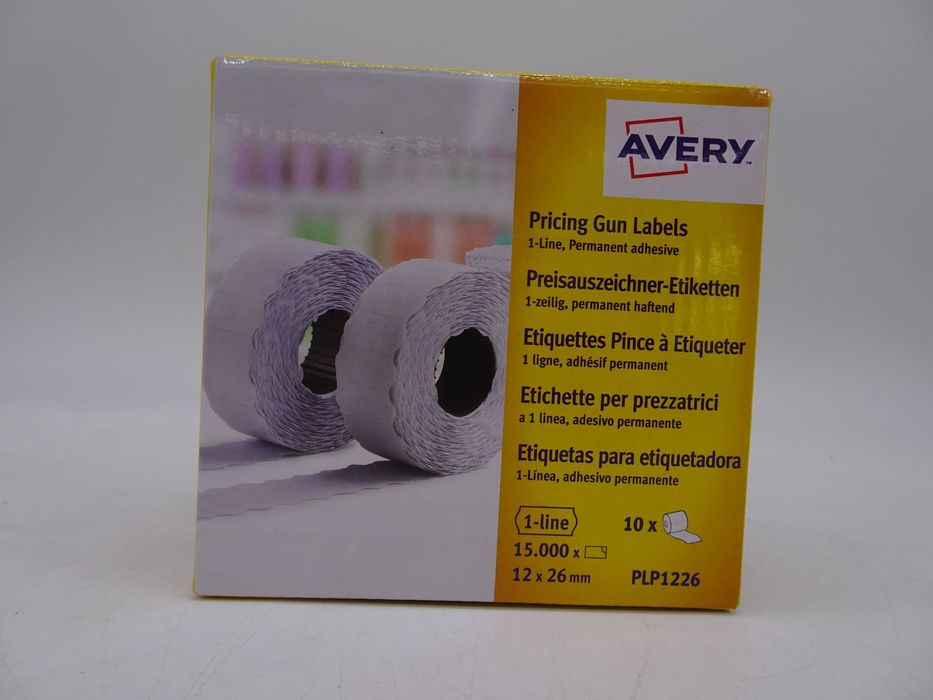 AVERY™
Pricing Gun Labels
1-Line, Permanent adhesive
Preisauszeichner-Etiketten
1-zeilig, permanent haftend
Etiquettes Pince à Etiqueter
1 ligne, adhésif permanent
Etichette per prezzatrici
a 1 linea, adesivo permanente
Etiquetas para etiquetadora
1-Línea, adhesivo permanente
1-line
10 x
15.000 x
12 x 26 mm
PLP1226